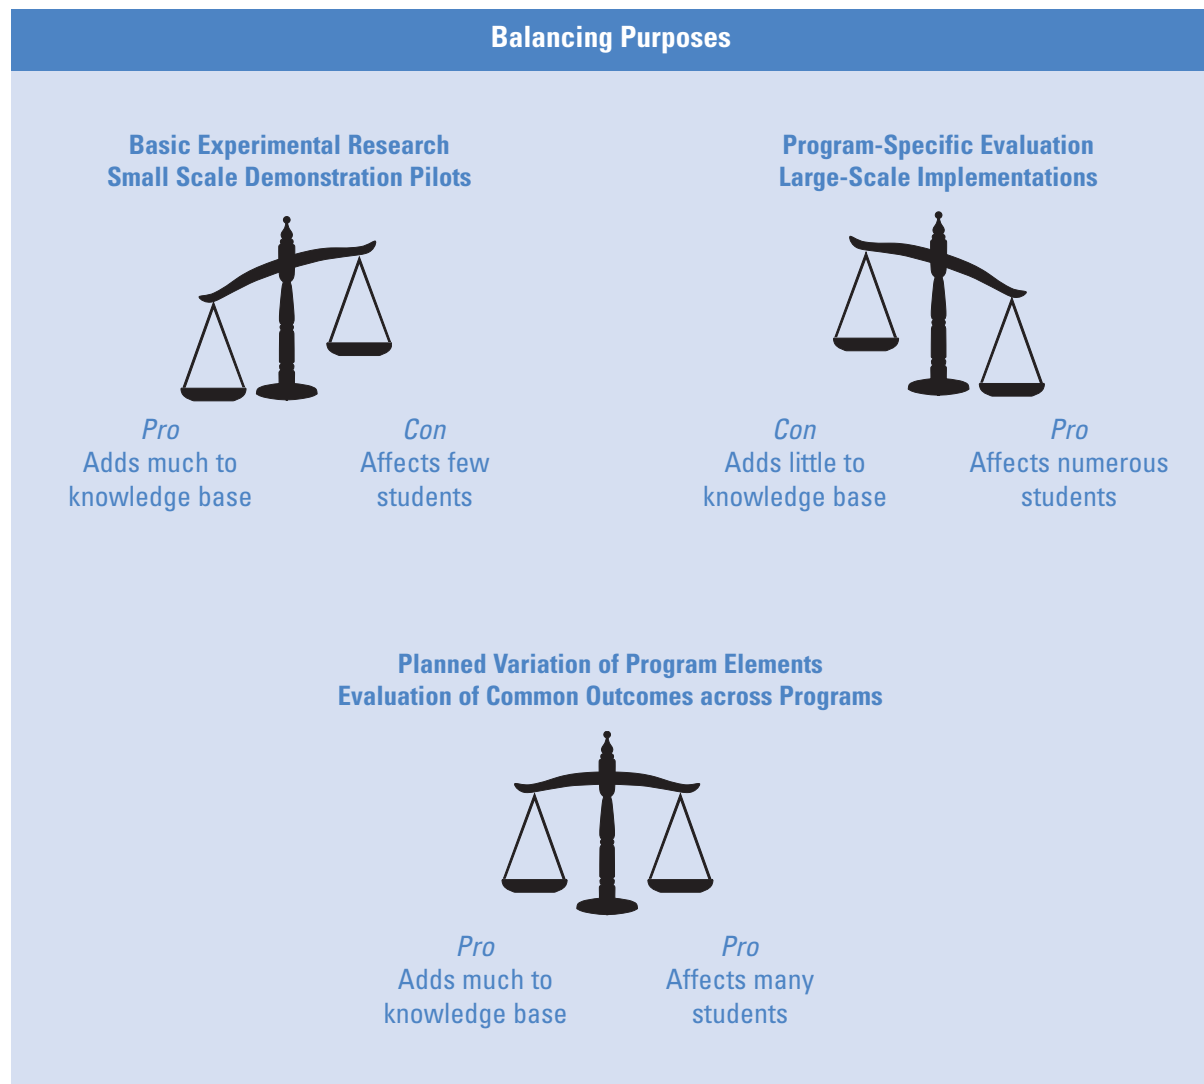 Balancing Purposes
Basic Experimental Research
Small Scale Demonstration Pilots
Pro
Adds much to
knowledge base
Con
Affects few
students
Program-Specific Evaluation
Large-Scale Implementations
Con
Adds little to
knowledge base
Pro
Affects numerous
students
Planned Variation of Program Elements
Evaluation of Common Outcomes across Programs
Pro
Adds much to
knowledge base
Pro
Affects many
students